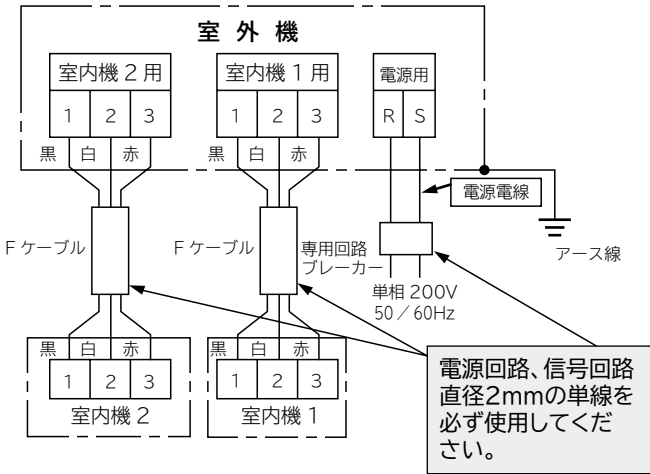 室外機
室内機2用
室内機1用
電源用
1 2 3
1 2 3
R S
黒 白 赤
黒 白 赤
電源電線
Fケーブル
Fケーブル
専用回路
ブレーカー
アース線
単相 200V
50/60Hz
黒 白 赤
黒 白 赤
1 2 3
1 2 3
室内機2
室内機1
電源回路、信号回路
直径2mmの単線を
必ず使用してくだ
さい。